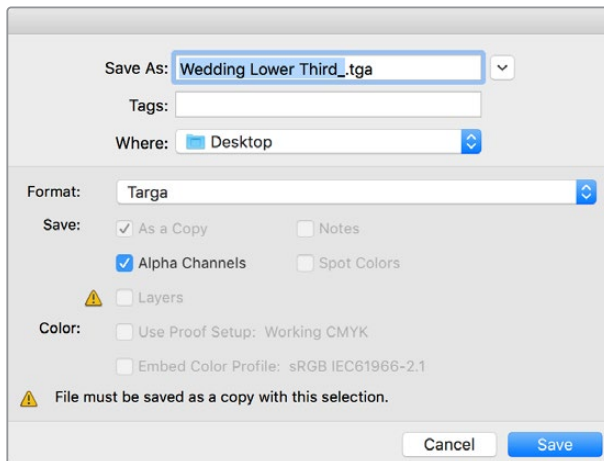 Save As: Wedding Lower Third_.tga
Tags:
Where: Desktop
Format: Targa
Save: As a Copy Notes
Alpha Channels Spot Colors
Layers
Color: Use Proof Setup: Working CMYK
Embed Color Profile: sRGB IEC61966-2.1
File must be saved as a copy with this selection.
Cancel Save